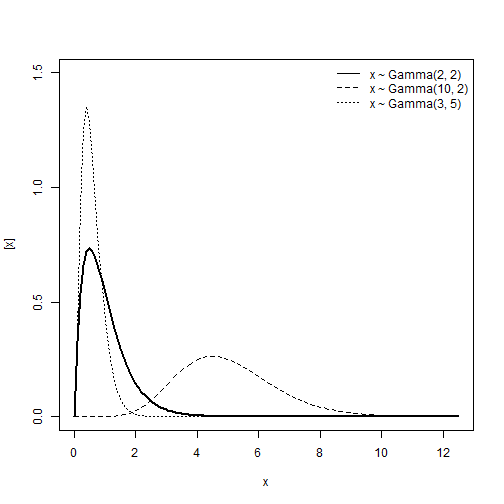 x ~ Gamma(2, 2)
x ~ Gamma(10, 2)
x ~ Gamma(3, 5)
1.5
1.0
0.5
0.0
[x]
0 2 4 6 8 10 12
x